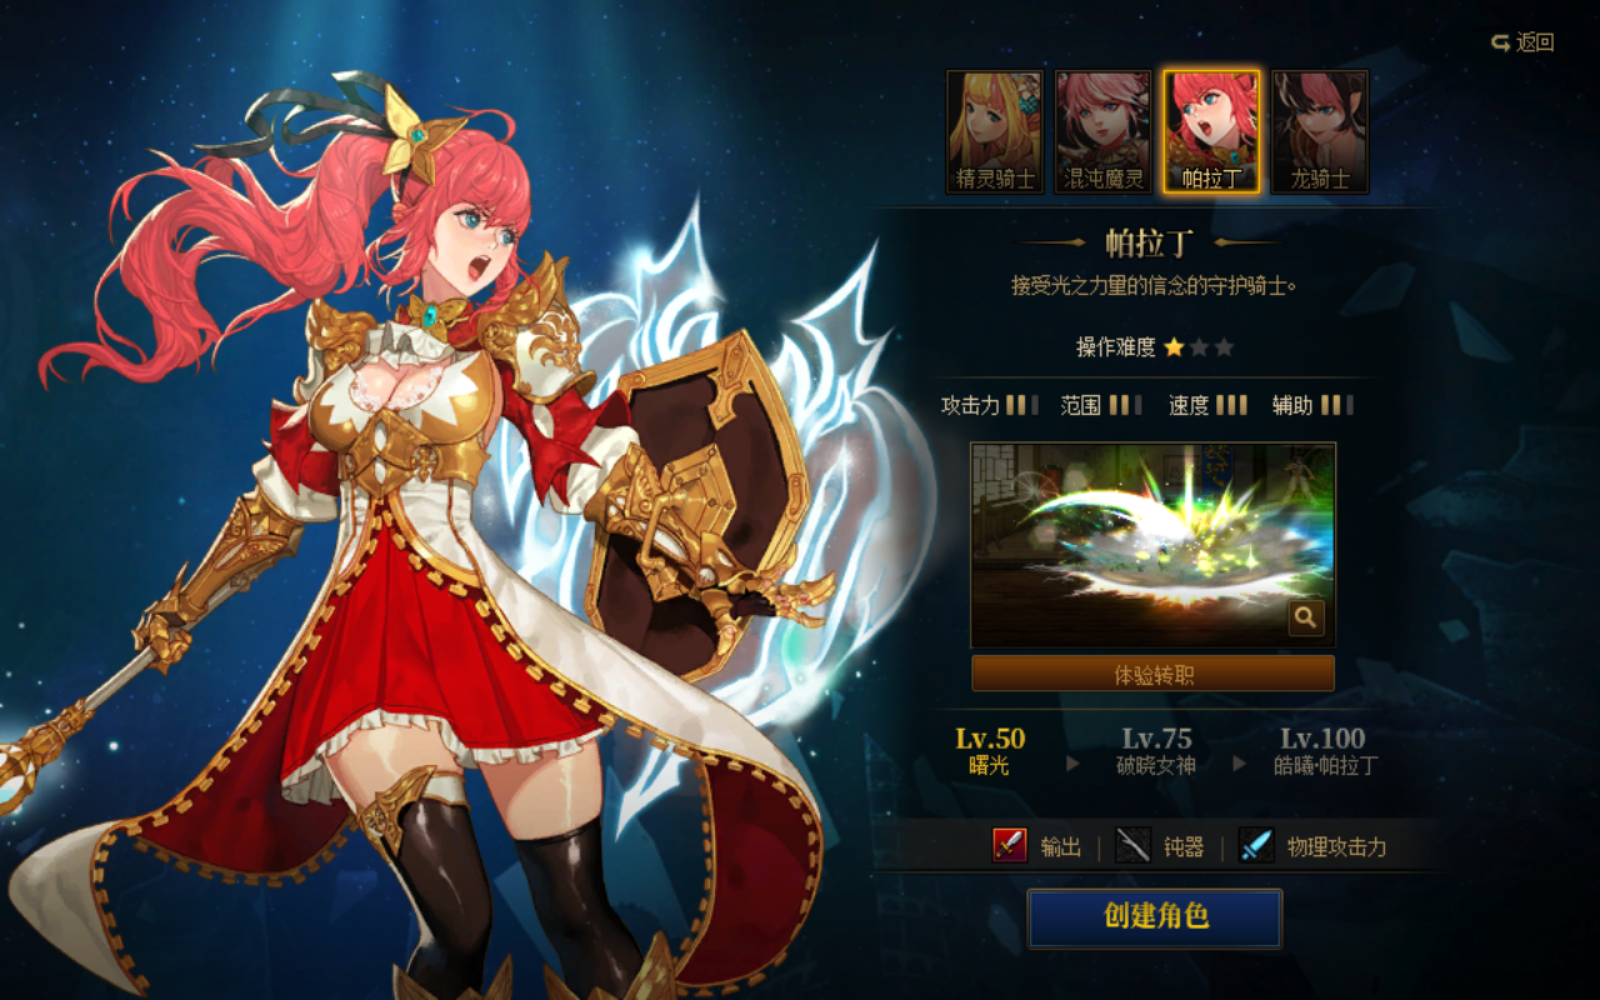 返回
精灵骑士 混沌魔灵 帕拉丁 龙骑士
帕拉丁
接受光之力量的信念的守护骑士。
操作难度
攻击力 范围 速度 辅助
体验转职
Lv.50 Lv.75 Lv.100
曙光 破晓女神 皓曦·帕拉丁
输出 | 钝器 | 物理攻击力
创建角色